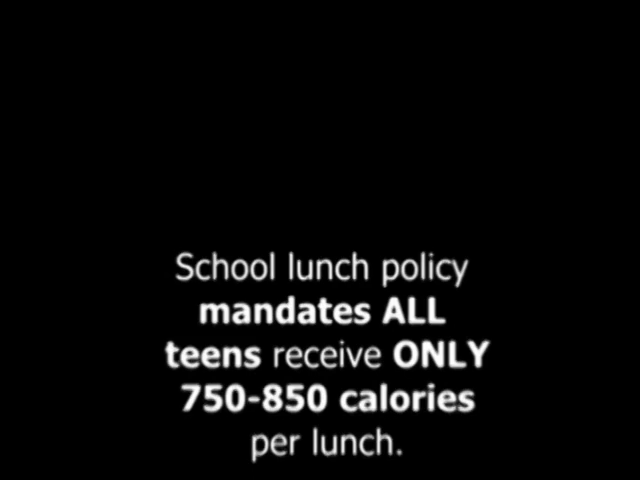 School lunch policy
mandates ALL
teens receive ONLY
750-850 calories
per lunch.